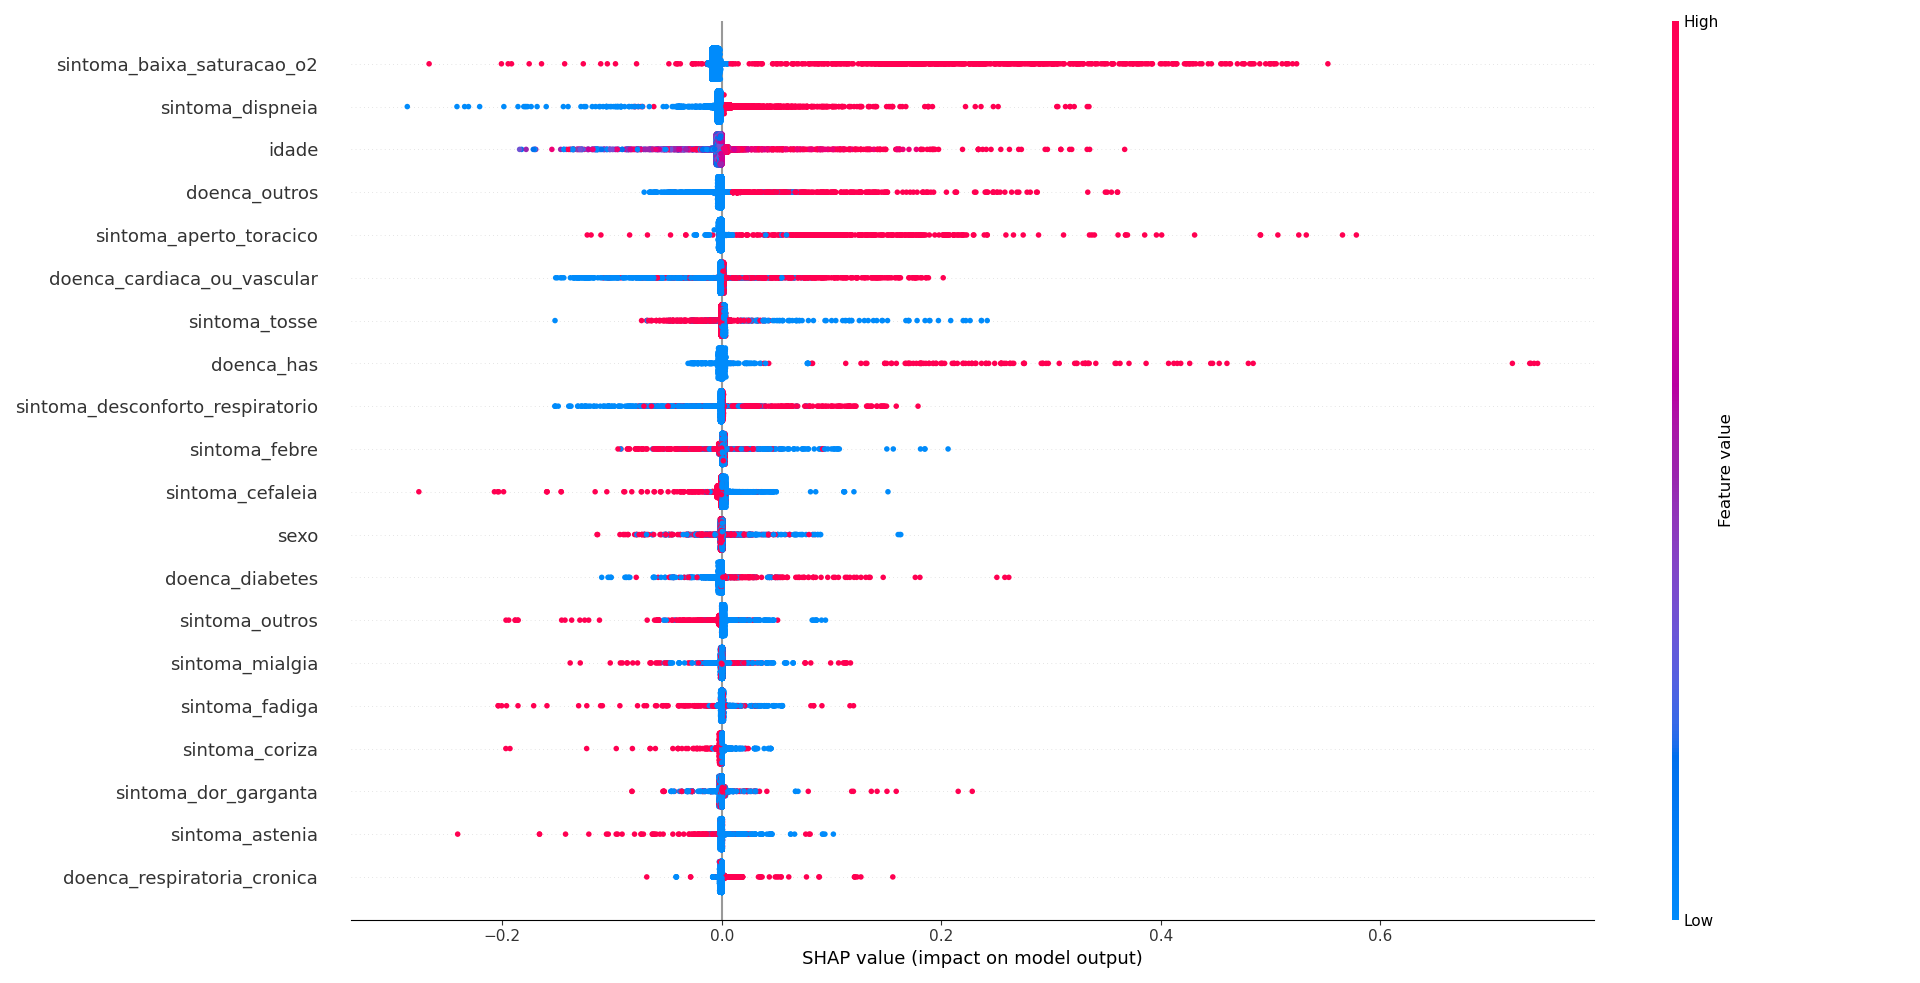 High
sintoma_baixa_saturacao_o2
sintoma_dispneia
idade
doenca_outros
sintoma_aperto_toracico
doenca_cardiaca_ou_vascular
sintoma_tosse
doenca_has
sintoma_desconforto_respiratorio
sintoma_febre
sintoma_cefaleia
sexo
doenca_diabetes
sintoma_outros
sintoma_mialgia
sintoma_fadiga
sintoma_coriza
sintoma_dor_garganta
sintoma_astenia
doenca_respiratoria_cronica
Feature value
Low
−0.2 0.0 0.2 0.4 0.6
SHAP value (impact on model output)